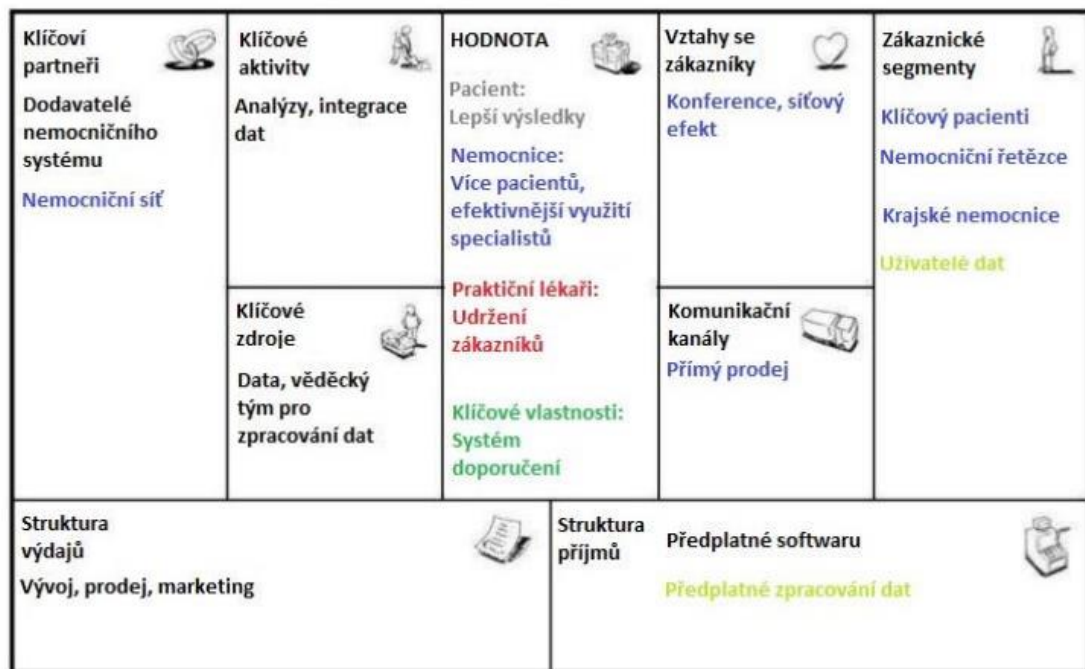 Klíčoví
partneři
Dodavatelé
nemocničního
systému
Nemocniční síť
Klíčové
aktivity
Analýzy, integrace
dat
Klíčové
zdroje
Data, věděcký
tým pro
zpracování dat
HODNOTA
Pacient:
Lepší výsledky
Nemocnice:
Více pacientů,
efektivnější využití
specialistů
Praktiční lékaři:
Udržení
zákazníků
Klíčové vlastnosti:
Systém
doporučení
Vztahy se
zákazníky
Konference, síťový
efekt
Komunikační
kanály
Přímý prodej
Zákaznické
segmenty
Klíčový pacienti
Nemocniční řetězce
Krajské nemocnice
Uživatelé dat
Struktura
výdajů
Vývoj, prodej, marketing
Struktura
příjmů
Předplatné softwaru
Předplatné zpracování dat